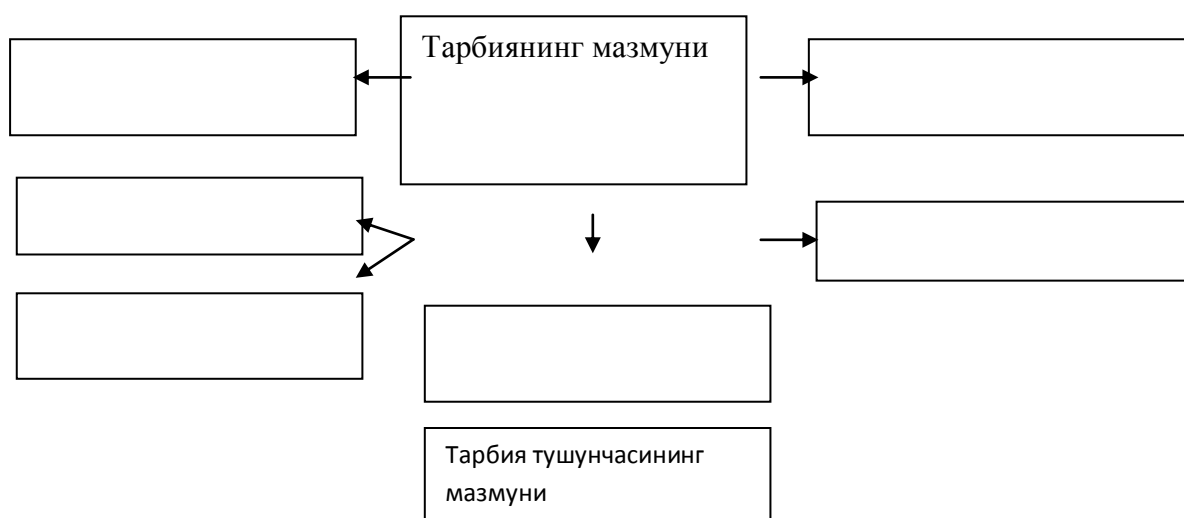 Тарбиянинг мазмуни
Тарбия тушунчасининг
мазмуни